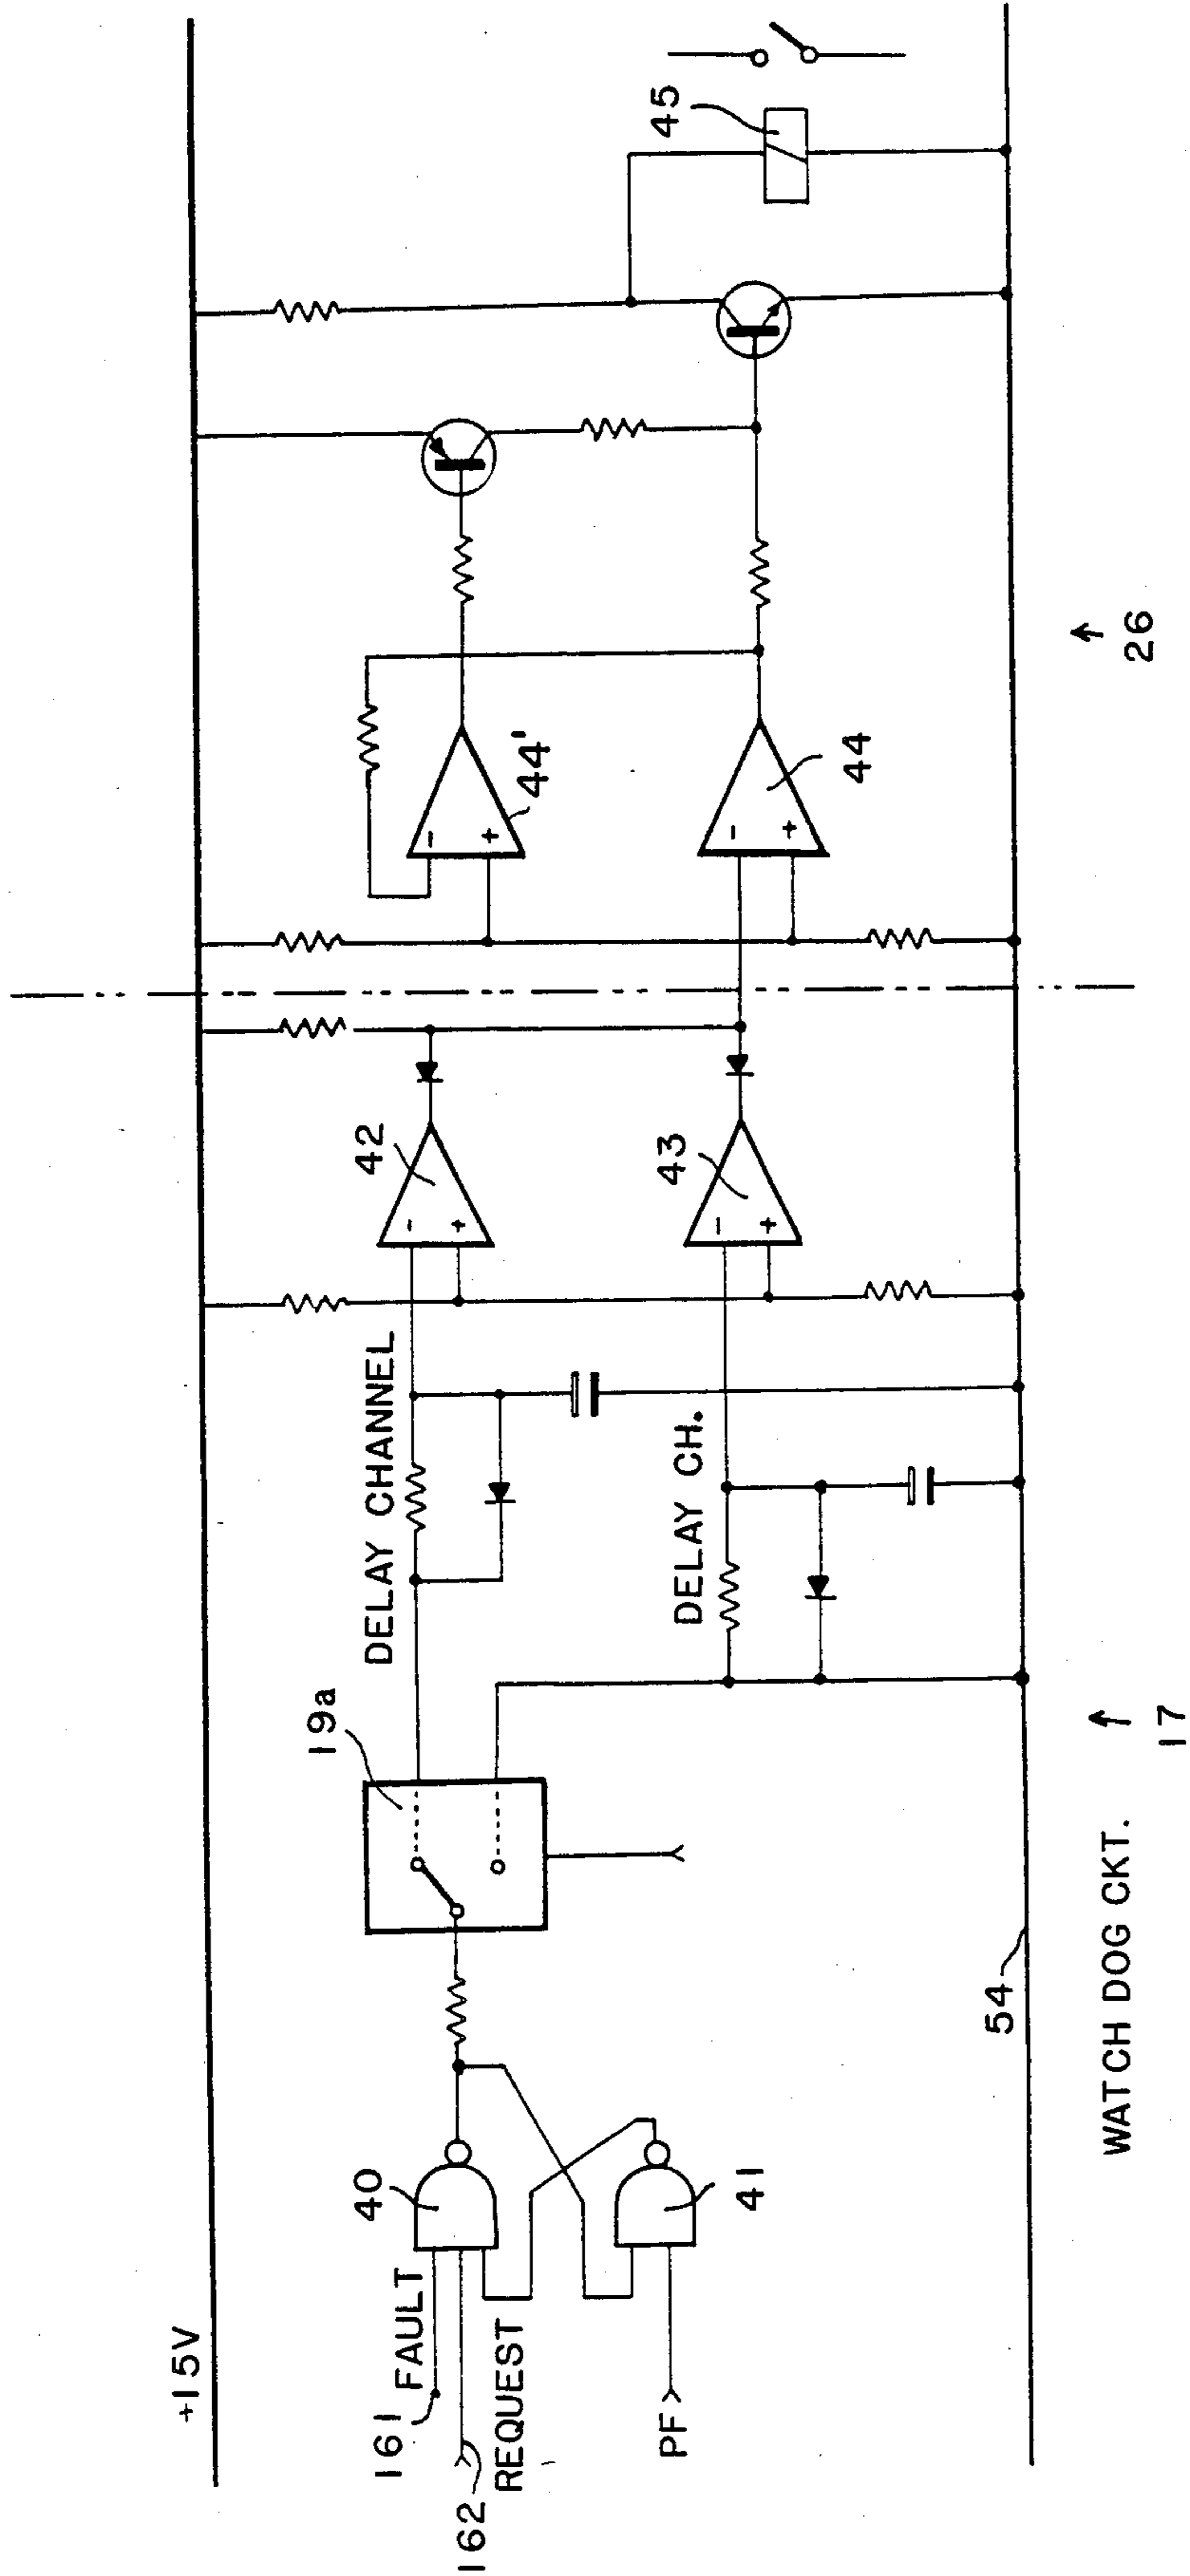 +15V
161
FAULT
162
REQUEST
PF
40
41
19a
DELAY CHANNEL
DELAY CH.
-
+
42
-
+
43
-
+
44'
-
+
44
45
54
WATCH DOG CKT.
17
26